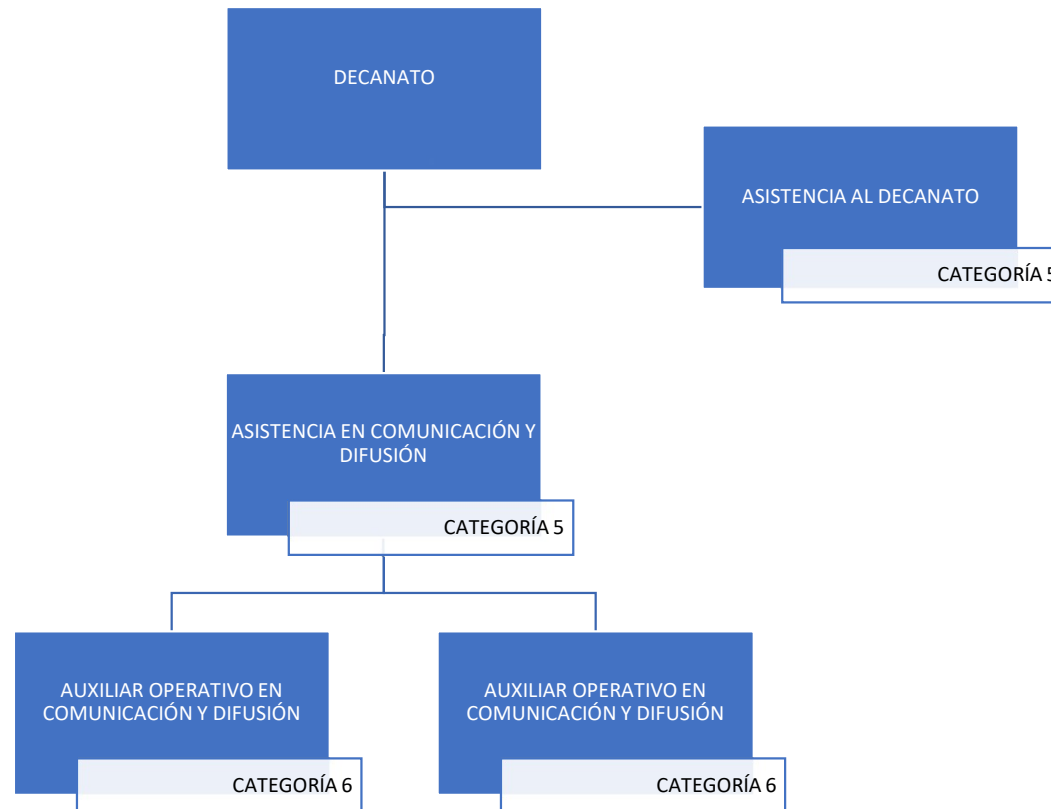 DECANATO
ASISTENCIA AL DECANATO
CATEGORÍA 5
ASISTENCIA EN COMUNICACIÓN Y
DIFUSIÓN
CATEGORÍA 5
AUXILIAR OPERATIVO EN
COMUNICACIÓN Y DIFUSIÓN
CATEGORÍA 6
AUXILIAR OPERATIVO EN
COMUNICACIÓN Y DIFUSIÓN
CATEGORÍA 6